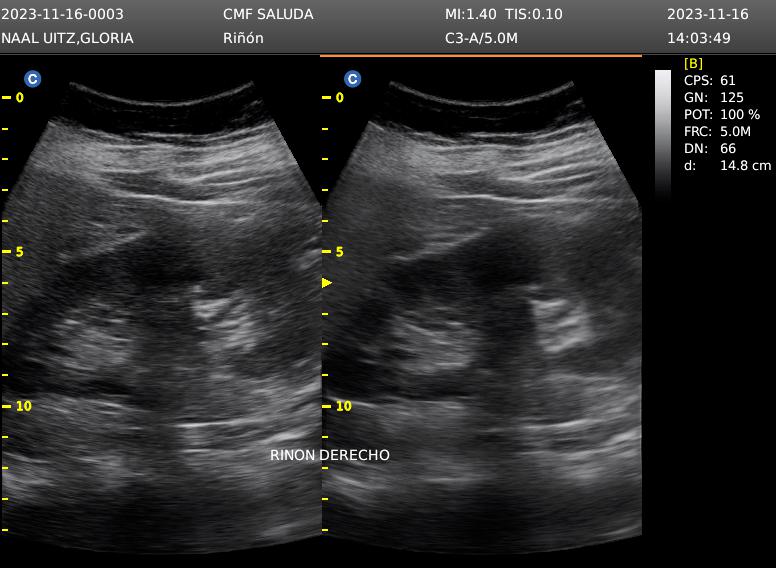 2023-11-16-0003 CMF SALUDA MI:1.40 TIS:0.10 2023-11-16
NAAL UITZ,GLORIA Riñón C3-A/5.0M 14:03:49
C C
[B]
CPS: 61
GN: 125
POT: 100 %
FRC: 5.0M
DN: 66
d: 14.8 cm
0 0
5 5
10 10
RINON DERECHO